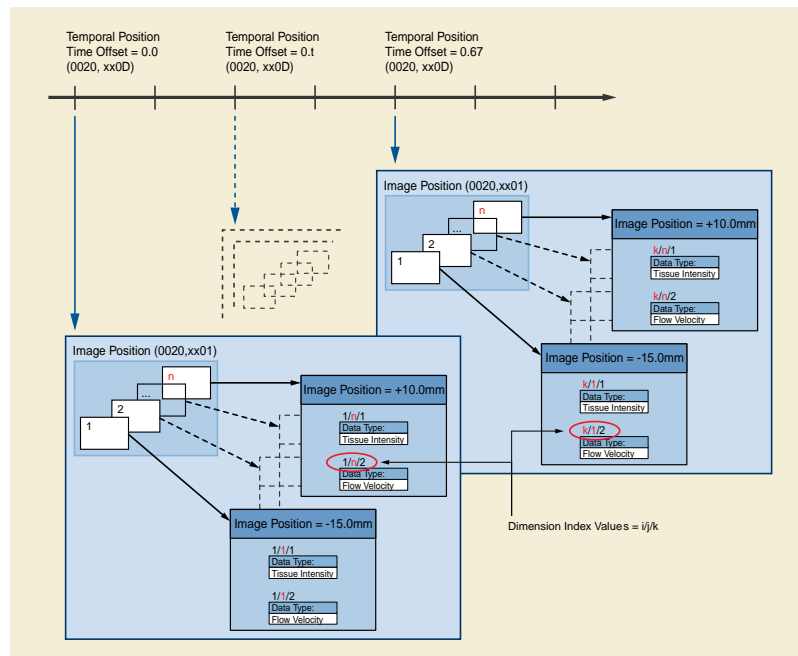 Temporal Position
Time Offset = 0.0
(0020, xx0D)
Temporal Position
Time Offset = 0.t
(0020, xx0D)
Temporal Position
Time Offset = 0.67
(0020, xx0D)
Image Position (0020,xx01)
n
...
2
1
Image Position = +10.0mm
k/n/1
Data Type:
Tissue Intensity
k/n/2
Data Type:
Flow Velocity
Image Position = -15.0mm
k/1/1
Data Type:
Tissue Intensity
k/1/2
Data Type:
Flow Velocity
Image Position (0020,xx01)
n
...
2
1
Image Position = +10.0mm
1/n/1
Data Type:
Tissue Intensity
1/n/2
Data Type:
Flow Velocity
Image Position = -15.0mm
1/1/1
Data Type:
Tissue Intensity
1/1/2
Data Type:
Flow Velocity
Dimension Index Values = i/j/k